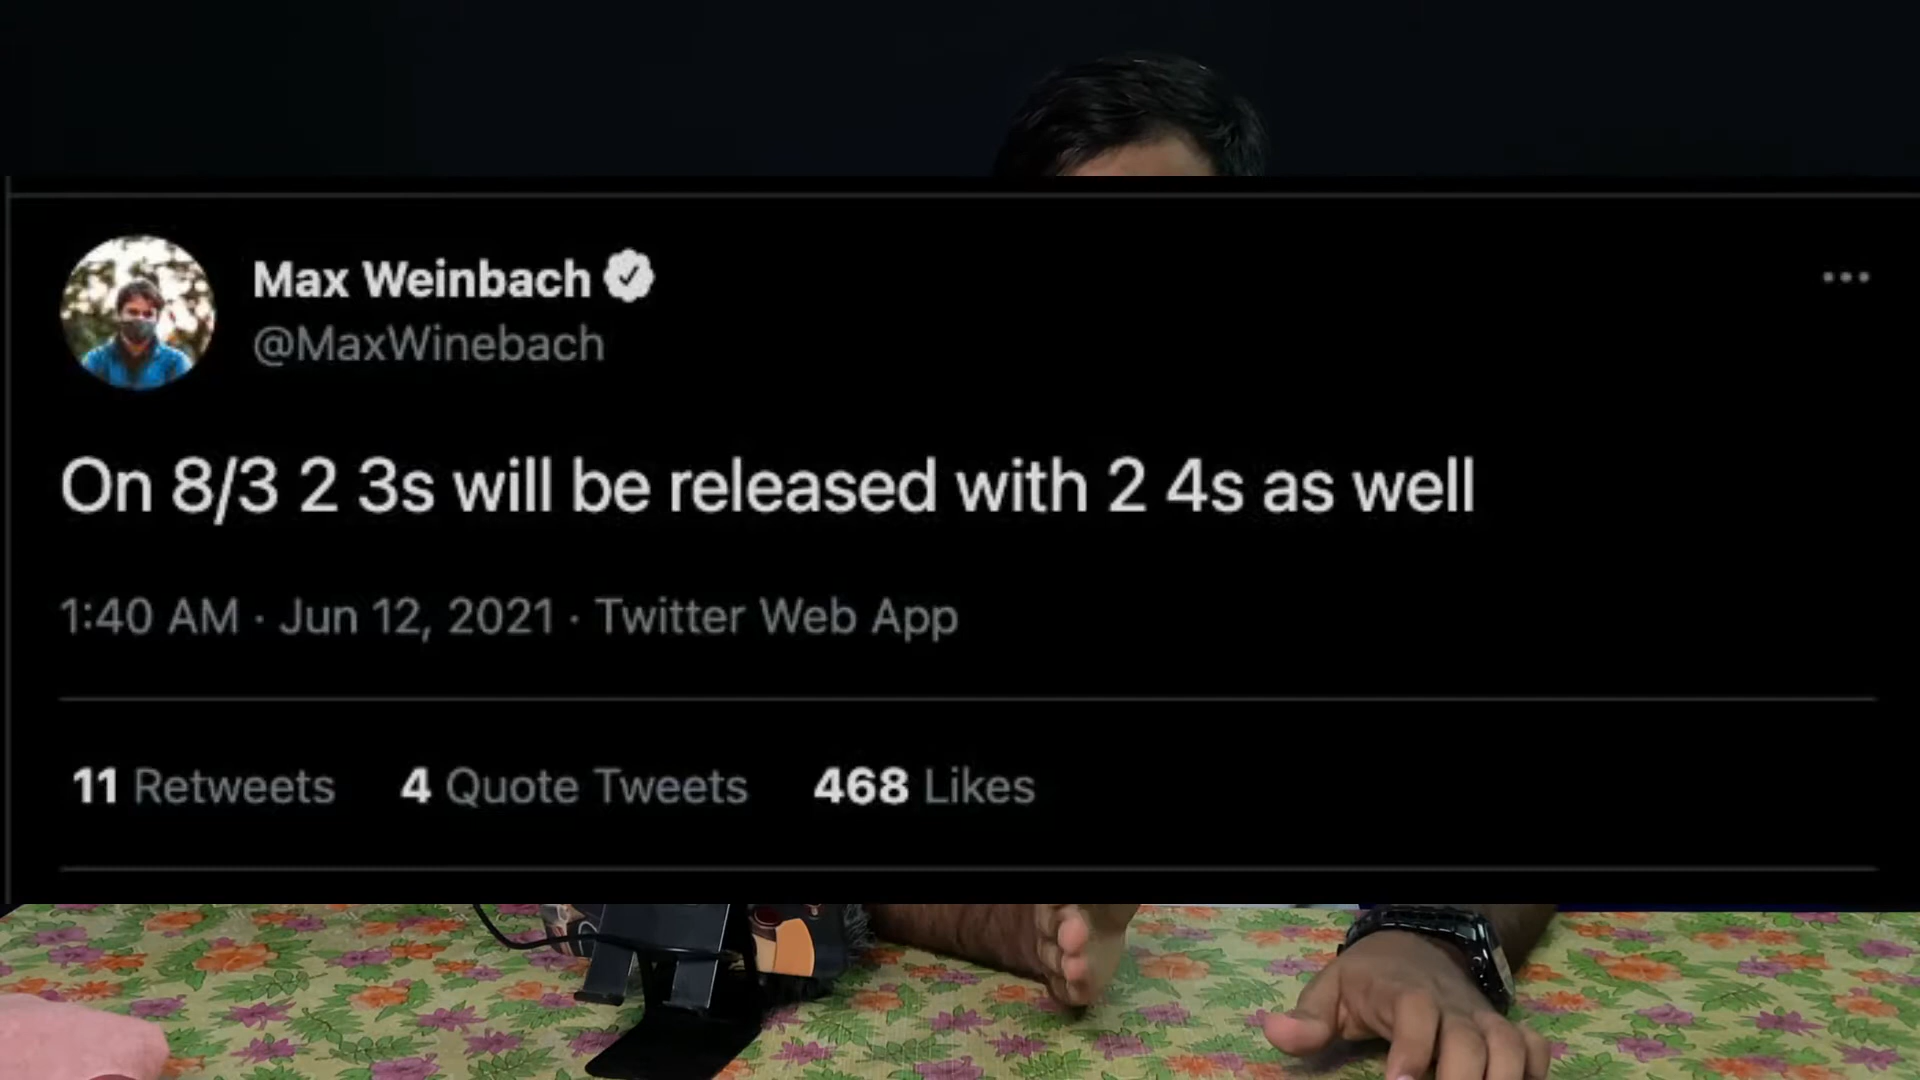 Max Weinbach
@MaxWinebach
On 8/3 2 3s will be released with 2 4s as well
1:40 AM · Jun 12, 2021 · Twitter Web App
11 Retweets 4 Quote Tweets 468 Likes